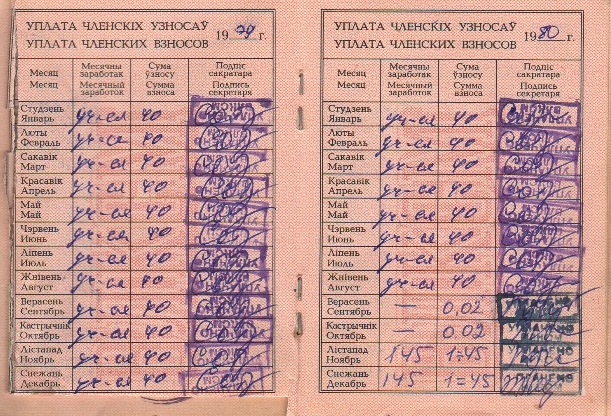 УПЛАТА ЧЛЕНСКІХ УЗНОСАЎ
УПЛАТА ЧЛЕНСКИХ ВЗНОСОВ
1979 г.
Месяц
Месяц
Месячны заработак
Месячный заработок
Сума ўзносу
Сумма взноса
Подпіс сакратара
Подпись секретаря
Студзень
Январь уч-ся 40
Люты
Февраль уч-ся 40
Сакавік
Март уч-ся 40
Красавік
Апрель уч-ся 40
Май
Май уч-ся 40
Чэрвень
Июнь уч-ся 40
Ліпень
Июль уч-ся 40
Жнівень
Август уч-ся 40
Верасень
Сентябрь уч-ся 40
Кастрычнік
Октябрь уч-ся 40
Лістапад
Ноябрь уч-ся 40
Снежань
Декабрь уч-ся 40
УПЛАТА ЧЛЕНСКІХ УЗНОСАЎ
УПЛАТА ЧЛЕНСКИХ ВЗНОСОВ
1980 г.
Месяц
Месяц
Месячны заработак
Месячный заработок
Сума ўзносу
Сумма взноса
Подпіс сакратара
Подпись секретаря
Студзень
Январь уч-ся 40
Люты
Февраль уч-ся 40
Сакавік
Март уч-ся 40
Красавік
Апрель уч-ся 40
Май
Май уч-ся 40
Чэрвень
Июнь уч-ся 40
Ліпень
Июль уч-ся 40
Жнівень
Август уч-ся 40
Верасень
Сентябрь — 0,02
Кастрычнік
Октябрь — 0.02
Лістапад
Ноябрь 145 1=45
Снежань
Декабрь 145 1=45